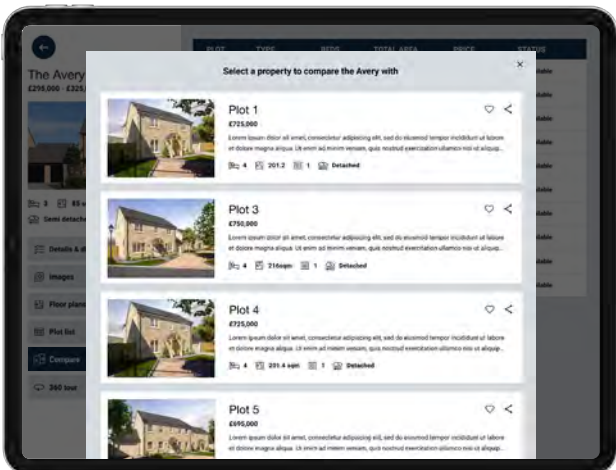 PLOT TYPE BEDS TOTAL AREA PRICE STATUS
The Avery
Select a property to compare the Avery with
Plot 1
£725,000
Lorem ipsum dolor sit amet, consectetur adipiscing elit, sed do eiusmod tempor incididunt ut labore
et dolore magna aliqua. Ut enim ad minim veniam, quis nostrud exercitation ullamco nisi ut aliquip...
4 201.2 1 Detached
Plot 3
£750,000
Lorem ipsum dolor sit amet, consectetur adipiscing elit, sed do eiusmod tempor incididunt ut labore
et dolore magna aliqua. Ut enim ad minim veniam, quis nostrud exercitation ullamco nisi ut aliquip...
4 216sqm 1 Detached
Plot 4
£725,000
Lorem ipsum dolor sit amet, consectetur adipiscing elit, sed do eiusmod tempor incididunt ut labore
et dolore magna aliqua. Ut enim ad minim veniam, quis nostrud exercitation ullamco nisi ut aliquip...
4 201.4 sqm 1 Detached
Plot 5
£695,000
Lorem ipsum dolor sit amet, consectetur adipiscing elit, sed do eiusmod tempor incididunt ut labore
et dolore magna aliqua. Ut enim ad minim veniam, quis nostrud exercitation ullamco nisi ut aliquip...
3 85
Semi
Details &
Images
Floor
Plot list
Compare
360 tour